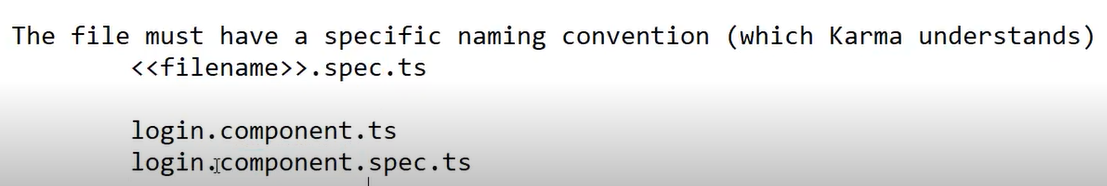 The file must have a specific naming convention (which Karma understands)
<<filename>>.spec.ts
login.component.ts
login.component.spec.ts